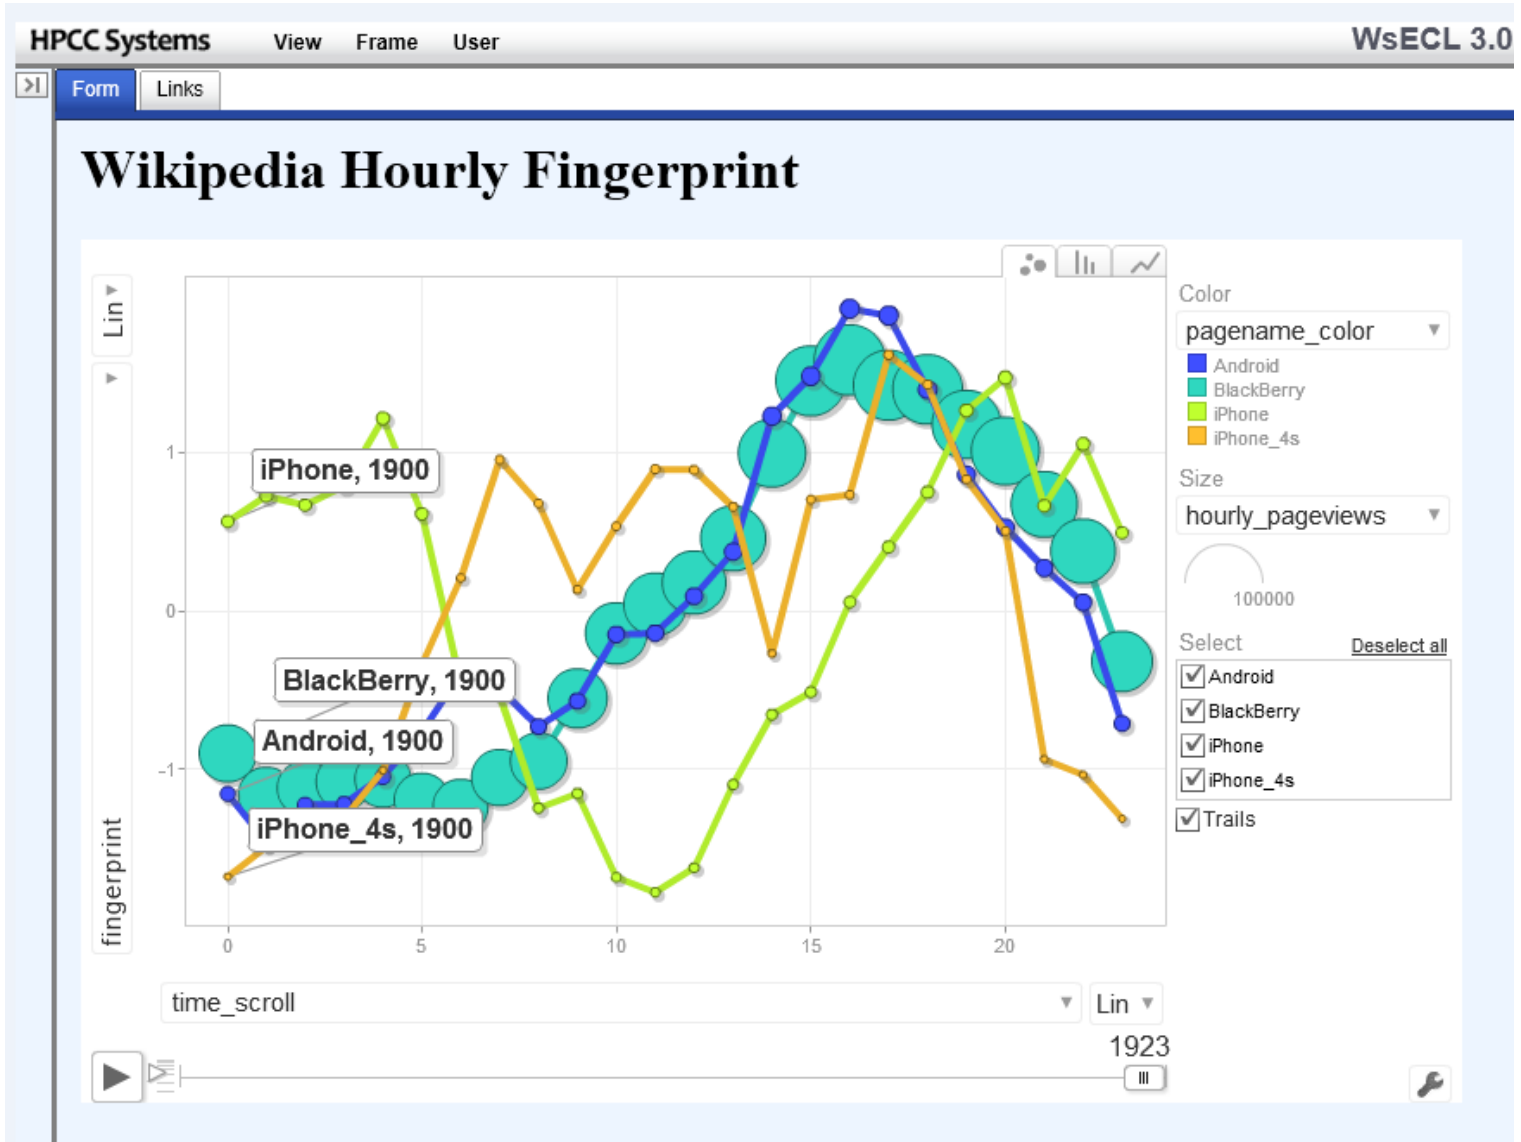 HPCC Systems View Frame User WsECL 3.0
Form Links
Wikipedia Hourly Fingerprint
Lin
fingerprint
1
0
-1
iPhone, 1900
BlackBerry, 1900
Android, 1900
iPhone_4s, 1900
0 5 10 15 20
Color
pagename_color
Android
BlackBerry
iPhone
iPhone_4s
Size
hourly_pageviews
100000
Select Deselect all
Android
BlackBerry
iPhone
iPhone_4s
Trails
time_scroll Lin
1923